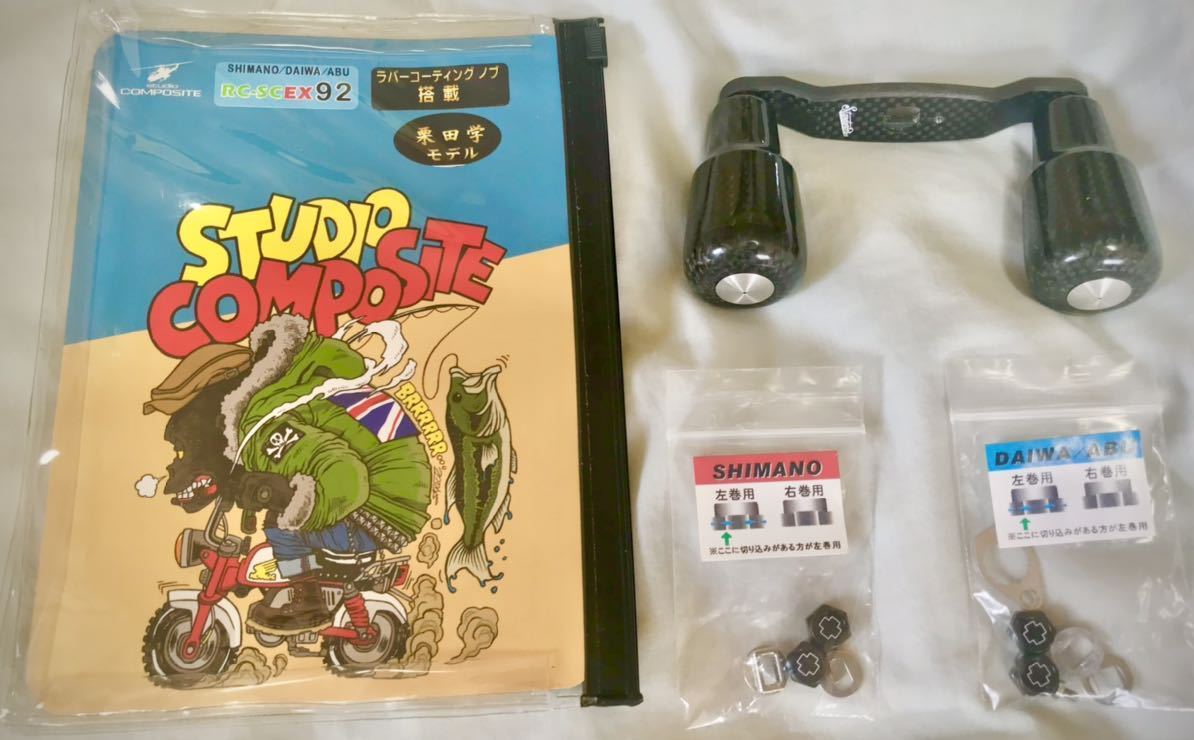 studio
COMPOSITE
SHIMANO/DAIWA/ABU
RC-SCEX92
ラバーコーティングノブ
搭載
栗田学
モデル
STUDIO
COMPOSITE
BRRRRRR
SHIMANO
左巻用 右巻用
※ここに切り込みがある方が左巻用
DAIWA/ABU
左巻用 右巻用
※ここに切り込みがある方が左巻用